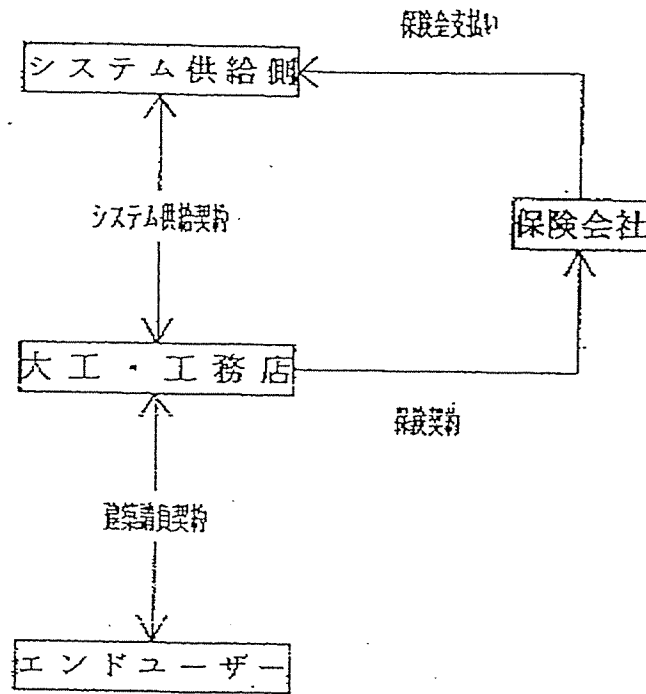 保険金支払い
システム供給側
システム供給契約
保険会社
大工・工務店
保険契約
建築請負契約
エンドユーザー